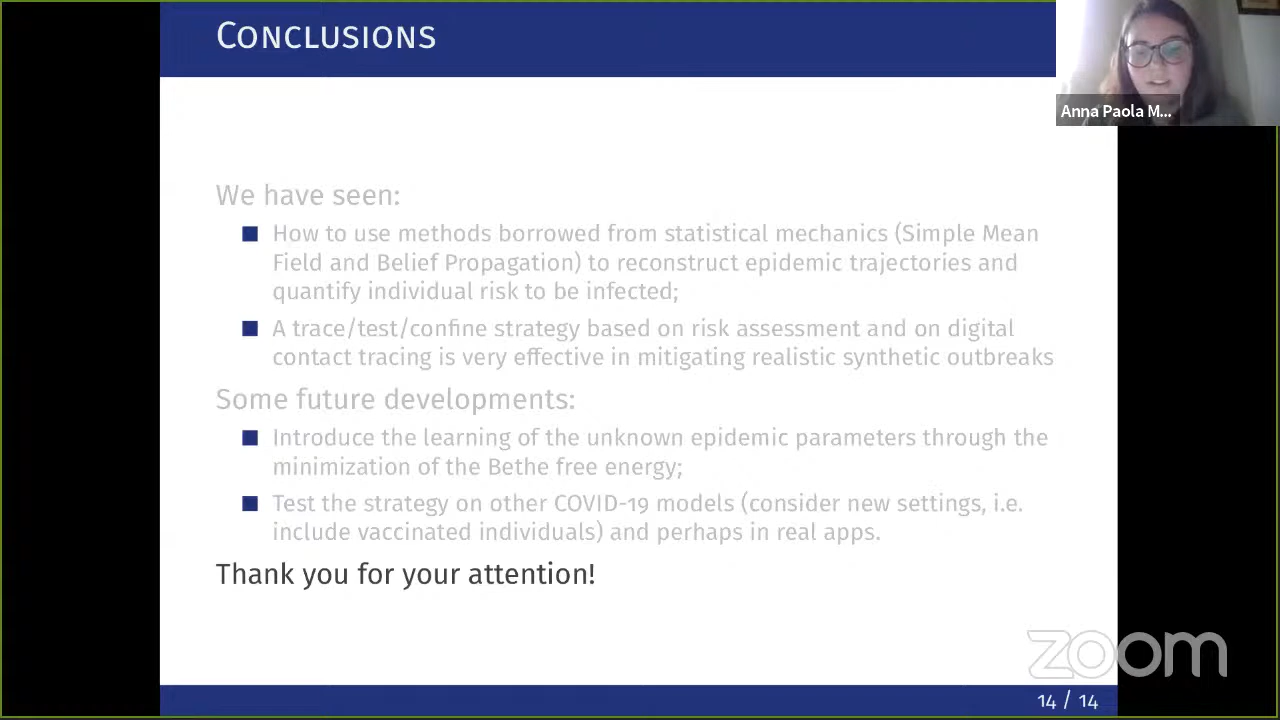 CONCLUSIONS
Anna Paola M...
We have seen:
How to use methods borrowed from statistical mechanics (Simple Mean
Field and Belief Propagation) to reconstruct epidemic trajectories and
quantify individual risk to be infected;
A trace/test/confine strategy based on risk assessment and on digital
contact tracing is very effective in mitigating realistic synthetic outbreaks
Some future developments:
Introduce the learning of the unknown epidemic parameters through the
minimization of the Bethe free energy;
Test the strategy on other COVID-19 models (consider new settings, i.e.
include vaccinated individuals) and perhaps in real apps.
Thank you for your attention!
zoom
14 / 14